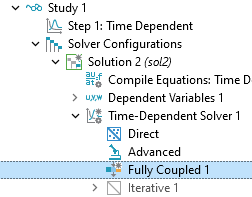 Study 1
Step 1: Time Dependent
Solver Configurations
Solution 2 (sol2)
Compile Equations: Time D
Dependent Variables 1
Time-Dependent Solver 1
Direct
Advanced
Fully Coupled 1
Iterative 1